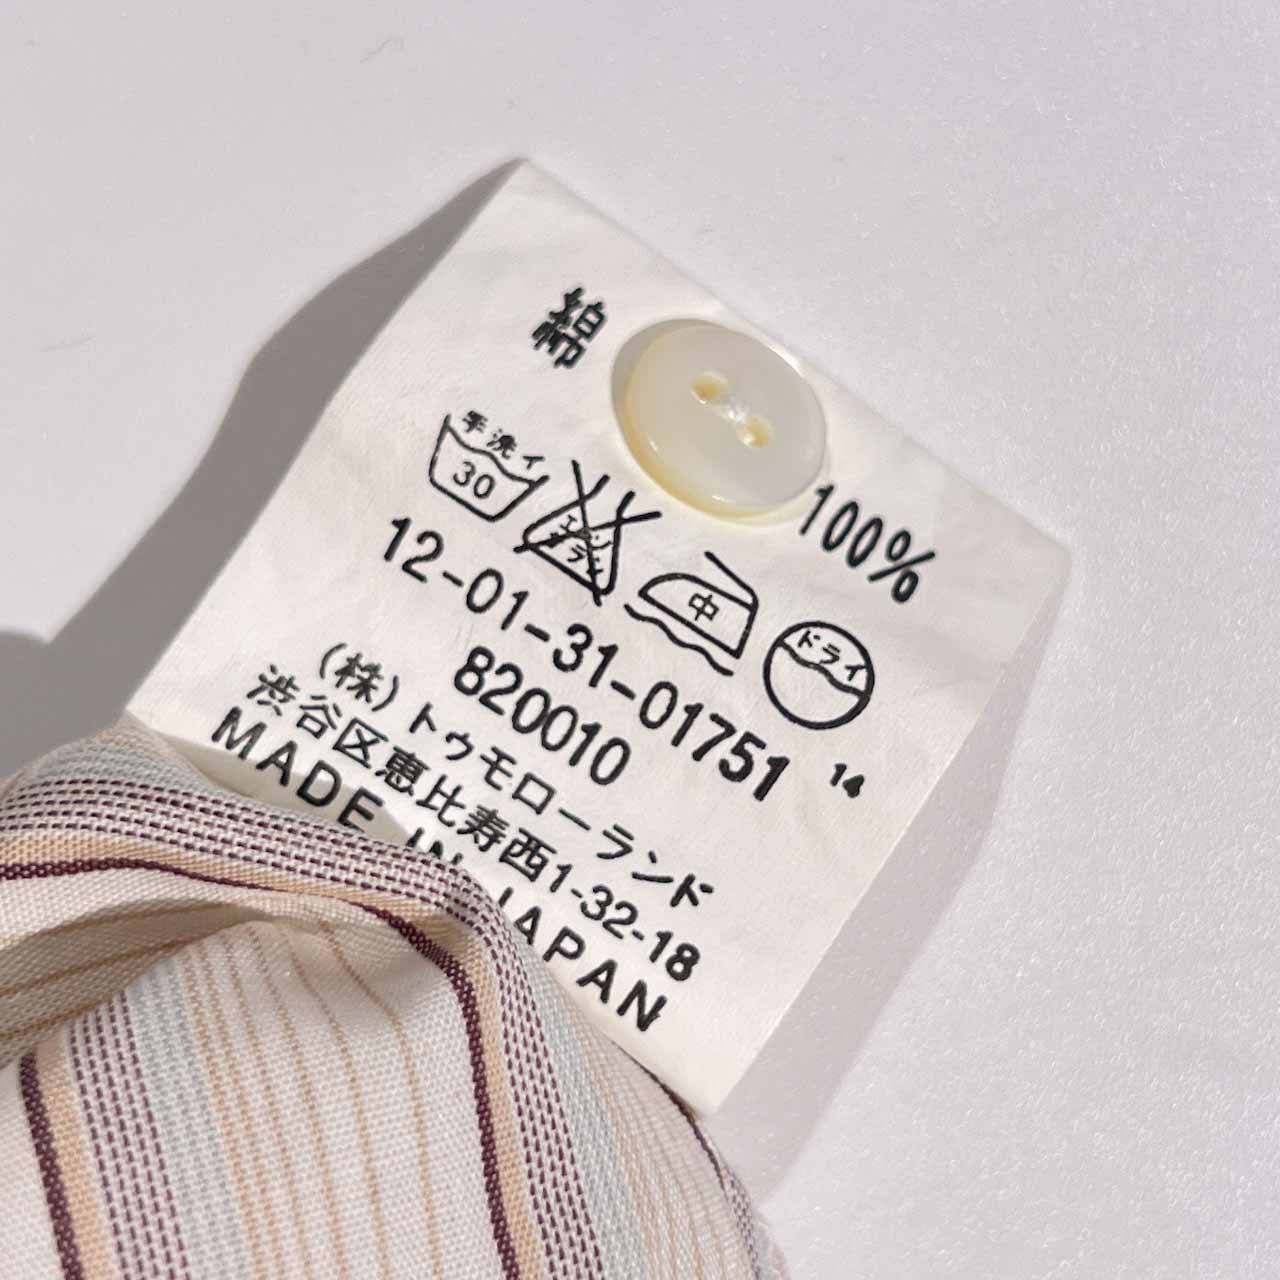 綿 100%
手洗イ 30 エンソ サラシ 中 ドライ
12-01-31-01751 14
820010
(株)トゥモローランド
渋谷区恵比寿西1-32-18
MADE IN JAPAN